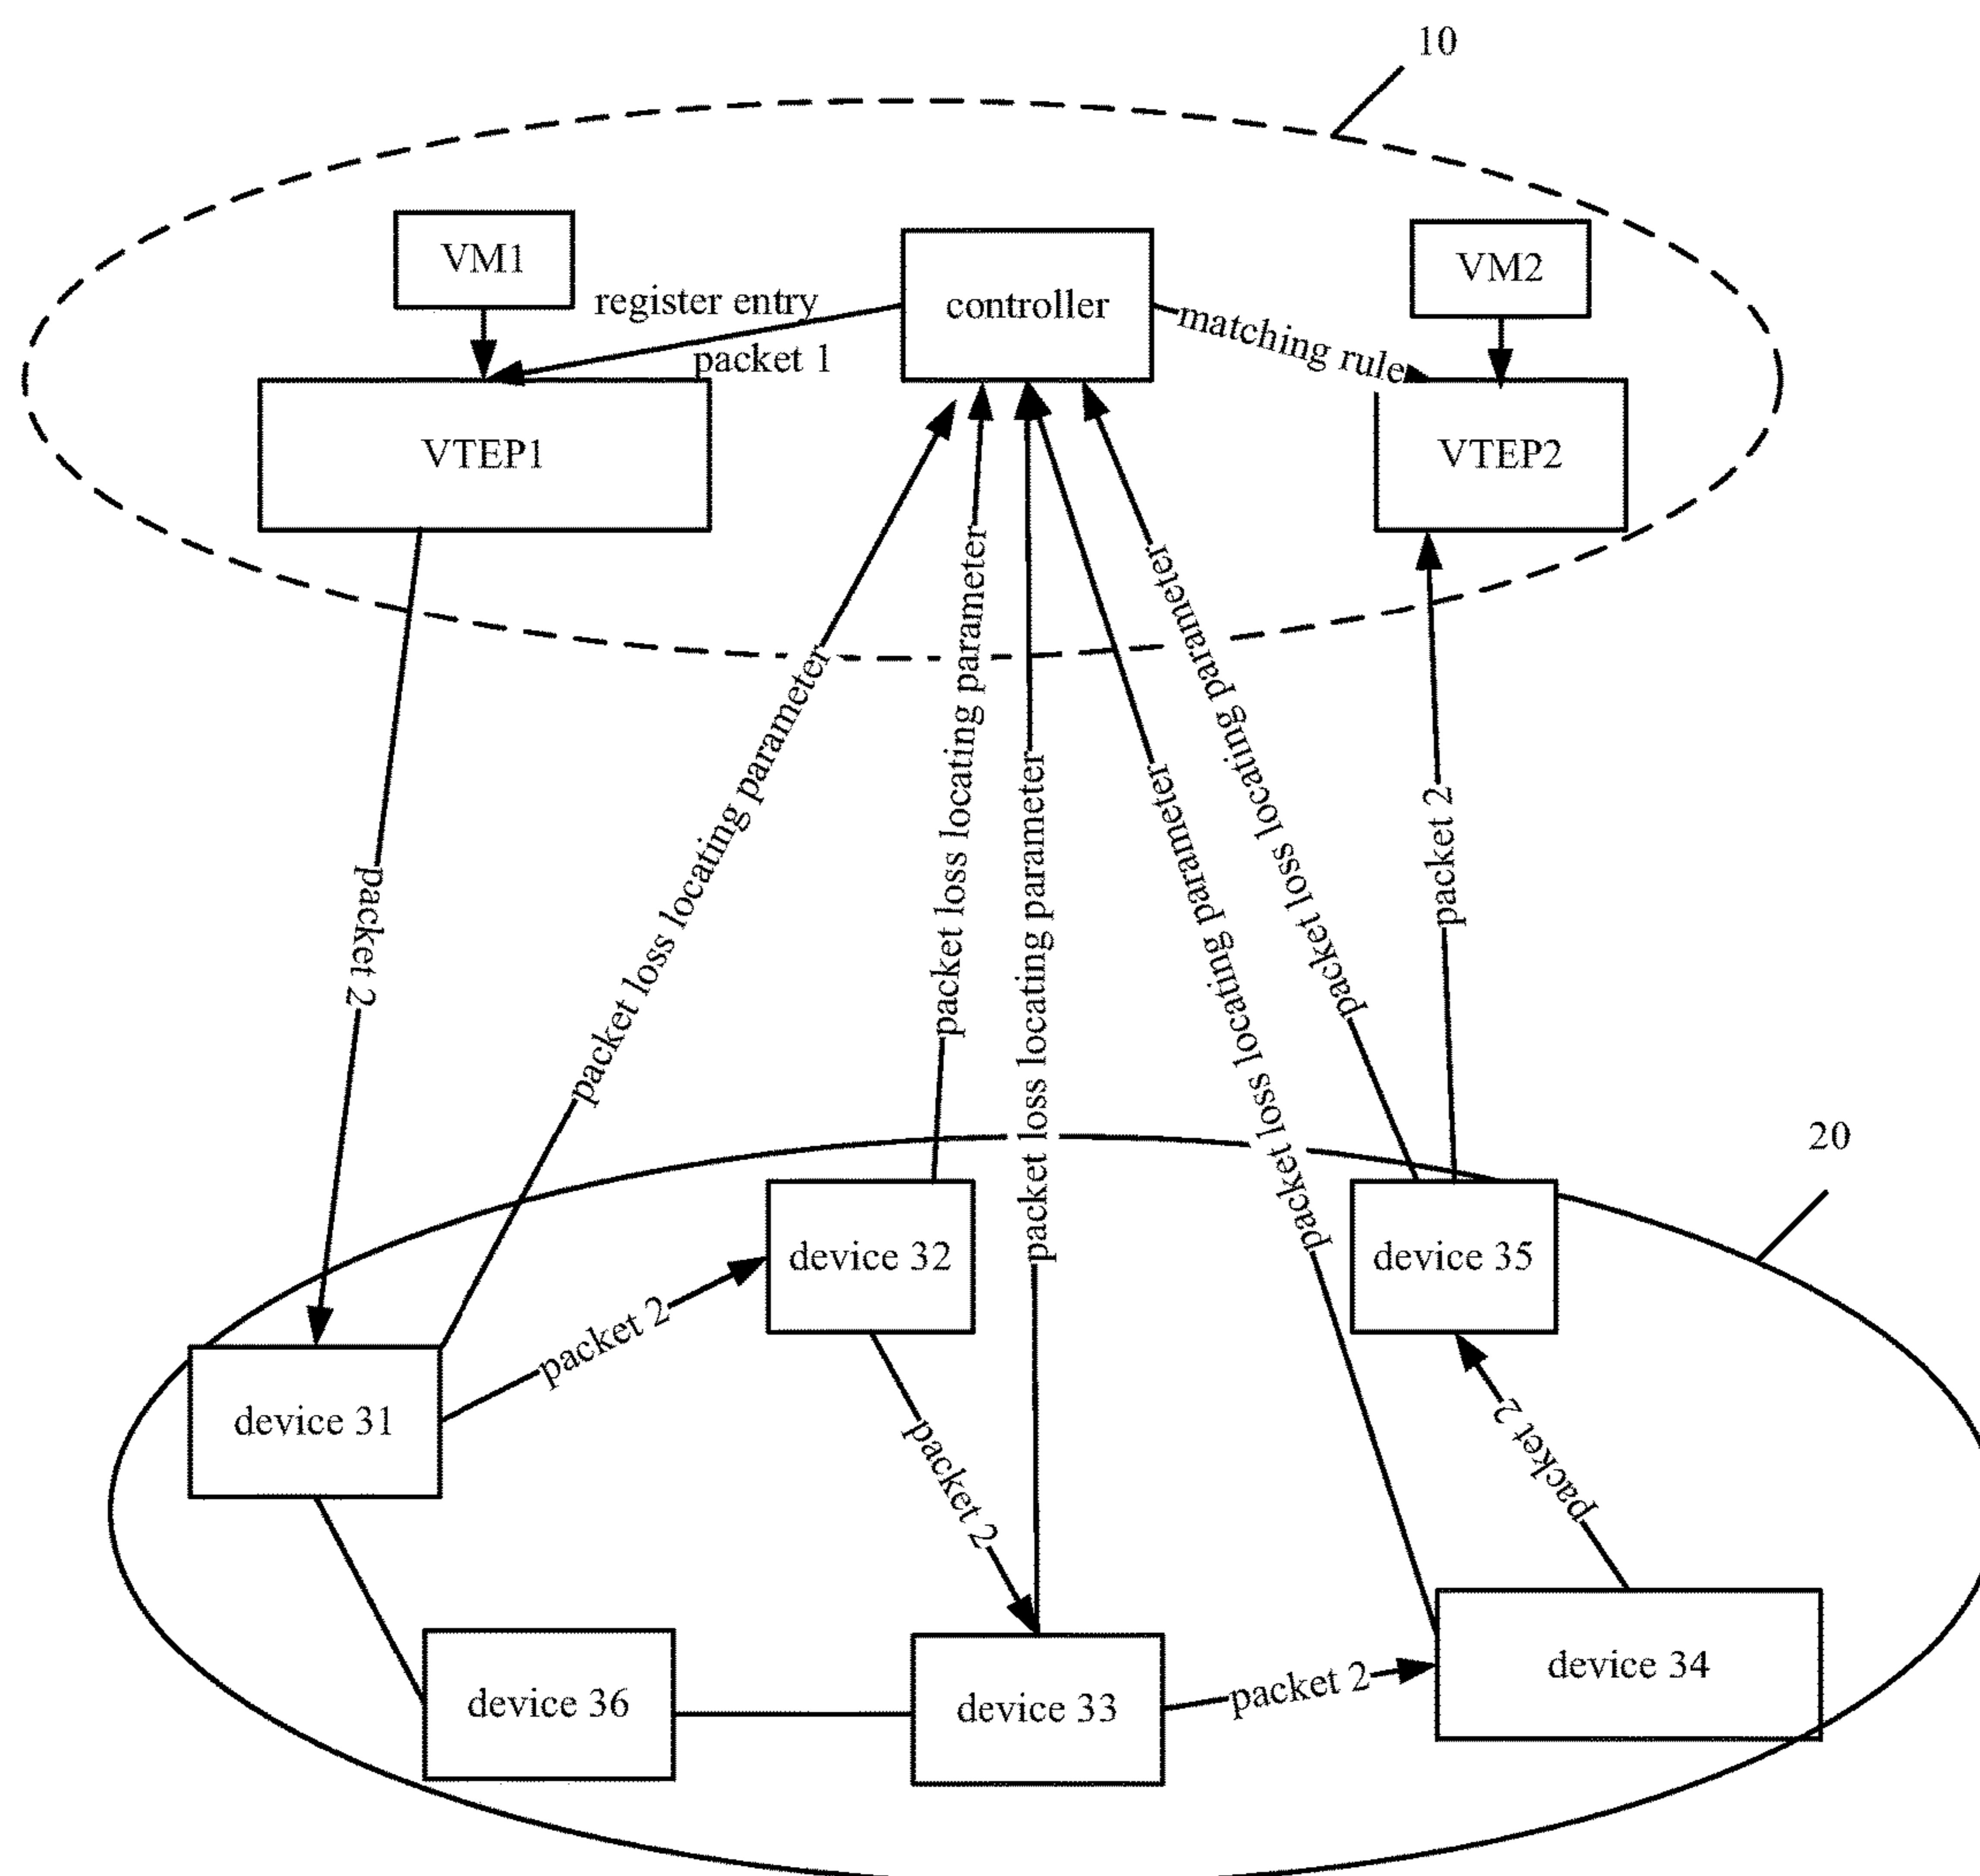 10
VM1
controller
VM2
register entry
packet 1
matching rule
VTEP1
VTEP2
packet 2
packet loss locating parameter
packet loss locating parameter
packet loss locating parameter
packet loss locating parameter
packet loss locating parameter
packet 2
20
device 32
device 35
packet 2
device 31
packet 2
packet 2
device 36
device 33
packet 2
device 34